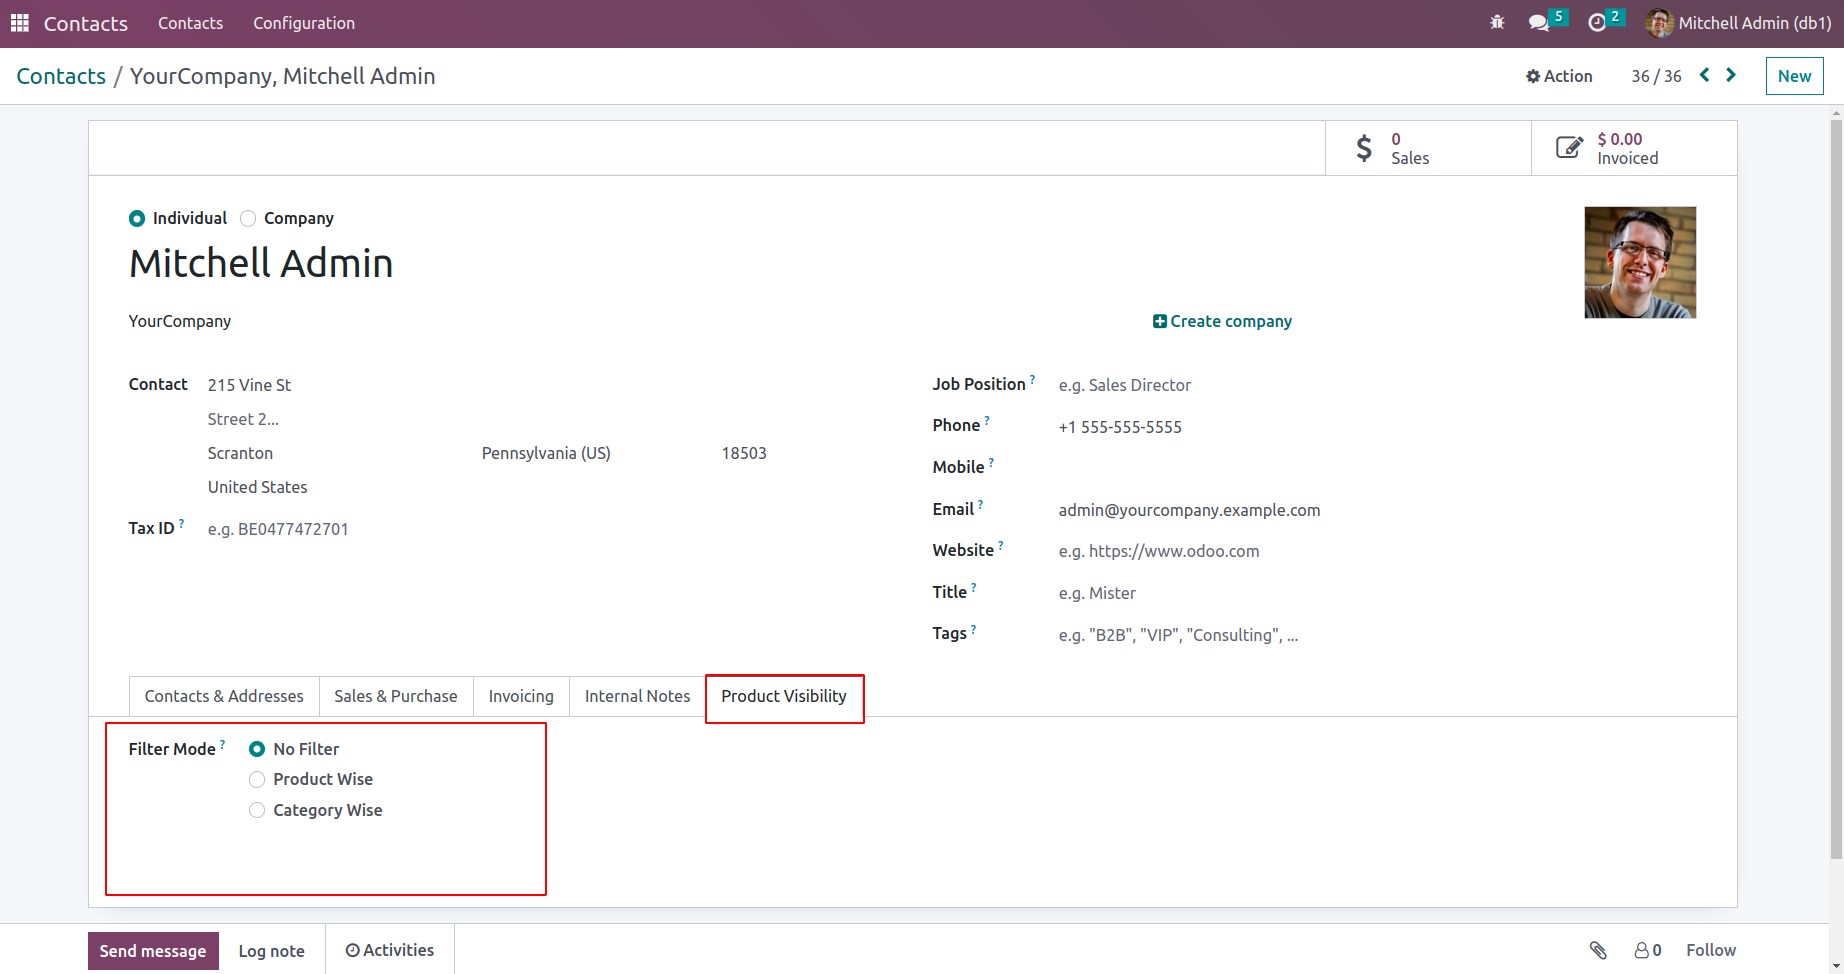 Contacts Contacts Configuration 5 2 Mitchell Admin (db1)
Contacts / YourCompany, Mitchell Admin Action 36 / 36 New
0
Sales
$ 0.00
Invoiced
Individual Company
Mitchell Admin
YourCompany Create company
Contact 215 Vine St
Street 2...
Scranton Pennsylvania (US) 18503
United States
Tax ID ? e.g. BE0477472701
Job Position ? e.g. Sales Director
Phone ? +1 555-555-5555
Mobile ?
Email ? admin@yourcompany.example.com
Website ? e.g. https://www.odoo.com
Title ? e.g. Mister
Tags ? e.g. "B2B", "VIP", "Consulting", ...
Contacts & Addresses Sales & Purchase Invoicing Internal Notes Product Visibility
Filter Mode ? No Filter
Product Wise
Category Wise
Send message Log note Activities 0 Follow